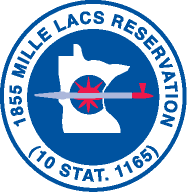 1855 MILLE LACS RESERVATION
(10 STAT. 1165)